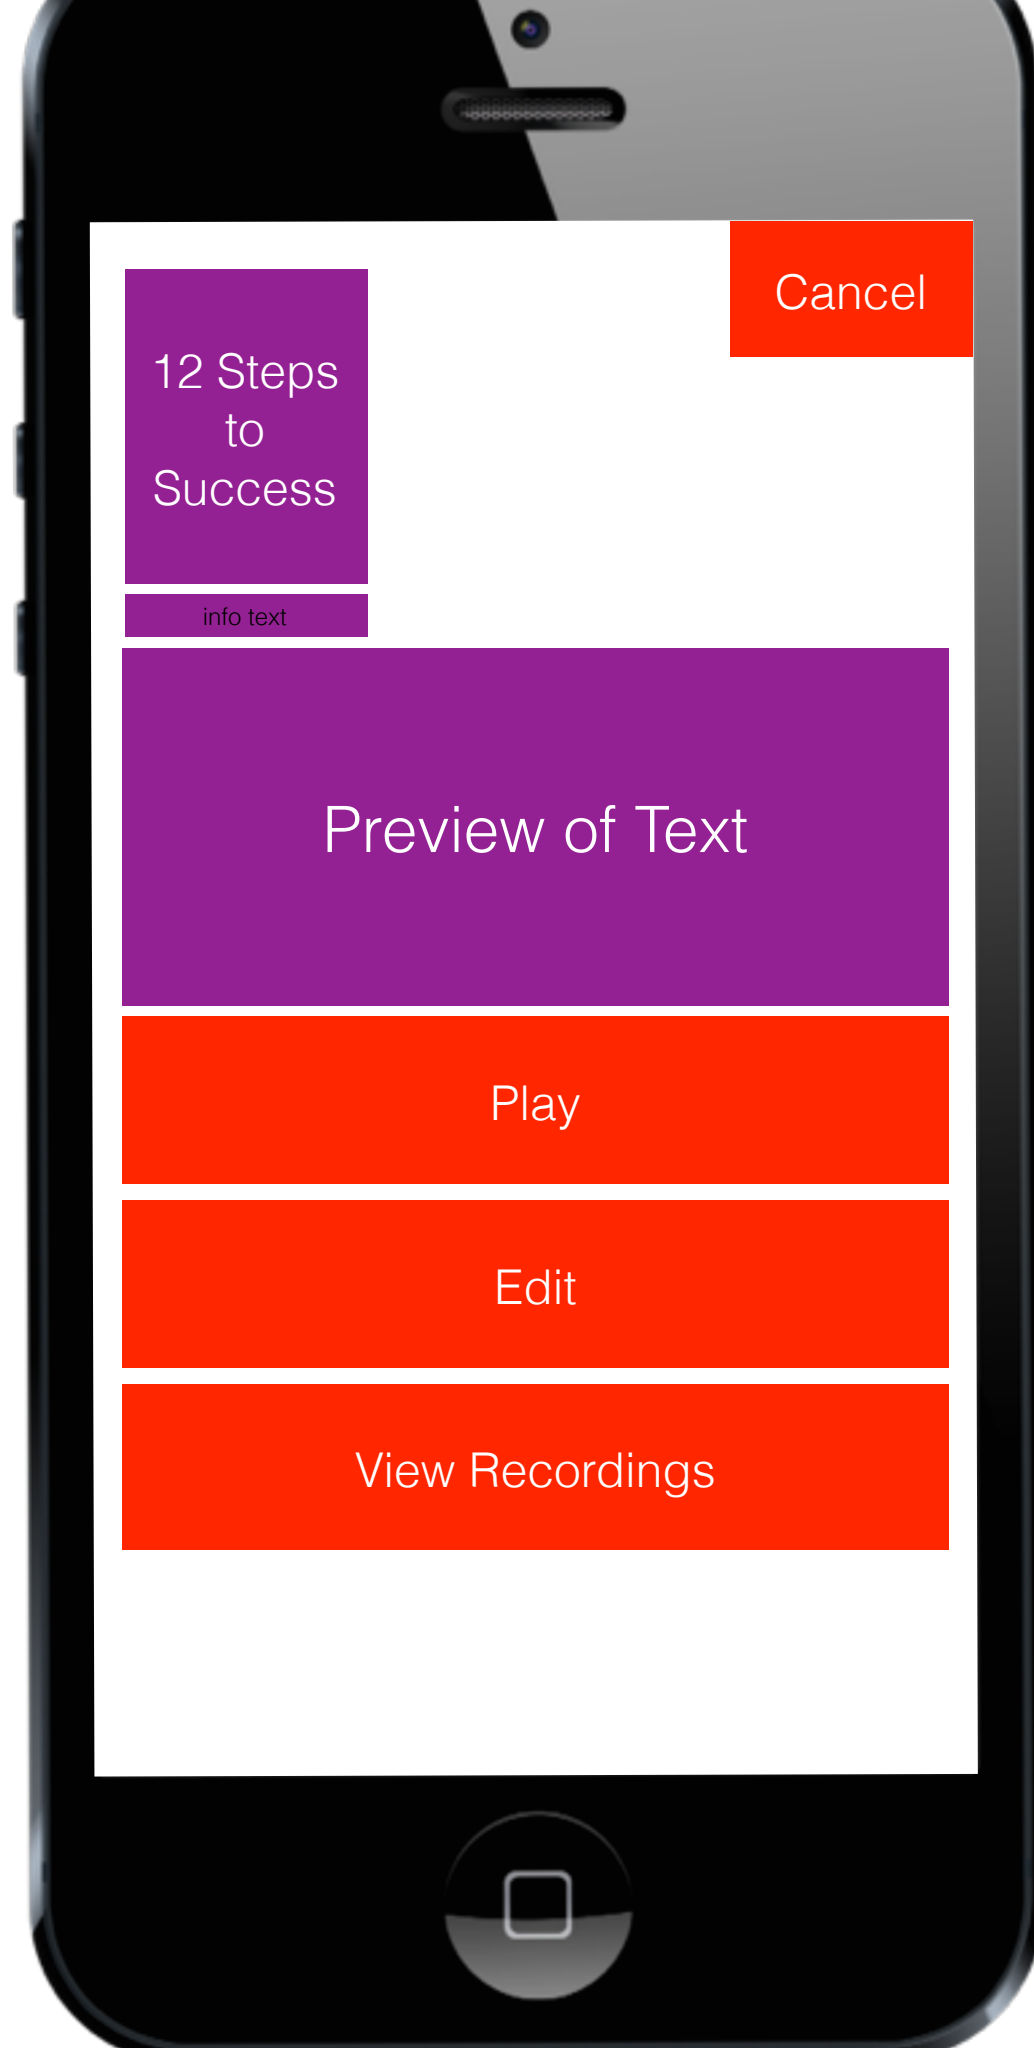 Cancel
12 Steps
to
Success
info text
Preview of Text
Play
Edit
View Recordings